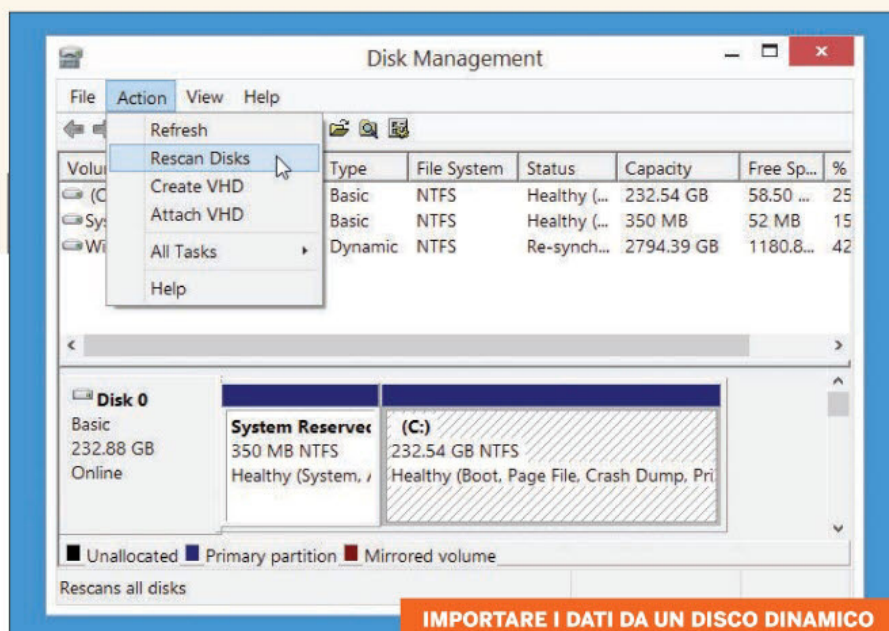 Disk Management
File Action View Help
Refresh
Rescan Disks
Create VHD
Attach VHD
All Tasks
Help
Volu Type File System Status Capacity Free Sp... %
(C Basic NTFS Healthy (... 232.54 GB 58.50 ... 25
Sys Basic NTFS Healthy (... 350 MB 52 MB 15
Wi Dynamic NTFS Re-synch... 2794.39 GB 1180.8... 42
Disk 0
Basic
232.88 GB
Online
System Reserved
350 MB NTFS
Healthy (System, A
(C:)
232.54 GB NTFS
Healthy (Boot, Page File, Crash Dump, Pri
Unallocated Primary partition Mirrored volume
Rescans all disks
IMPORTARE I DATI DA UN DISCO DINAMICO